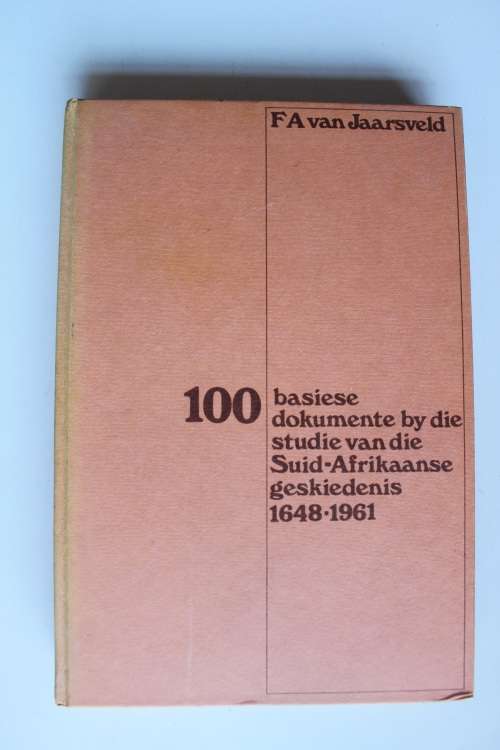 F A van Jaarsveld
100 basiese
dokumente by die
studie van die
Suid-Afrikaanse
geskiedenis
1648·1961